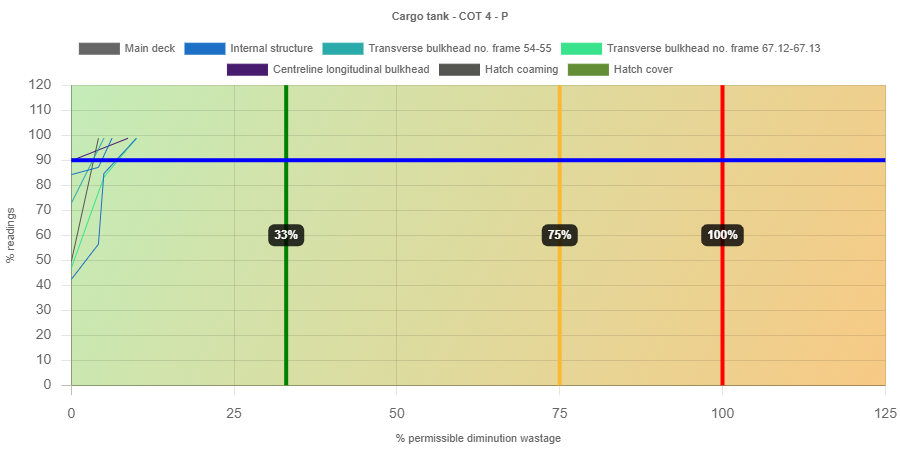 Cargo tank - COT 4 - P
Main deck Internal structure Transverse bulkhead no. frame 54-55 Transverse bulkhead no. frame 67.12-67.13
Centreline longitudinal bulkhead Hatch coaming Hatch cover
120
110
100
90
80
70
60
50
40
30
20
10
0
% readings
33% 75% 100%
0 25 50 75 100 125
% permissible diminution wastage